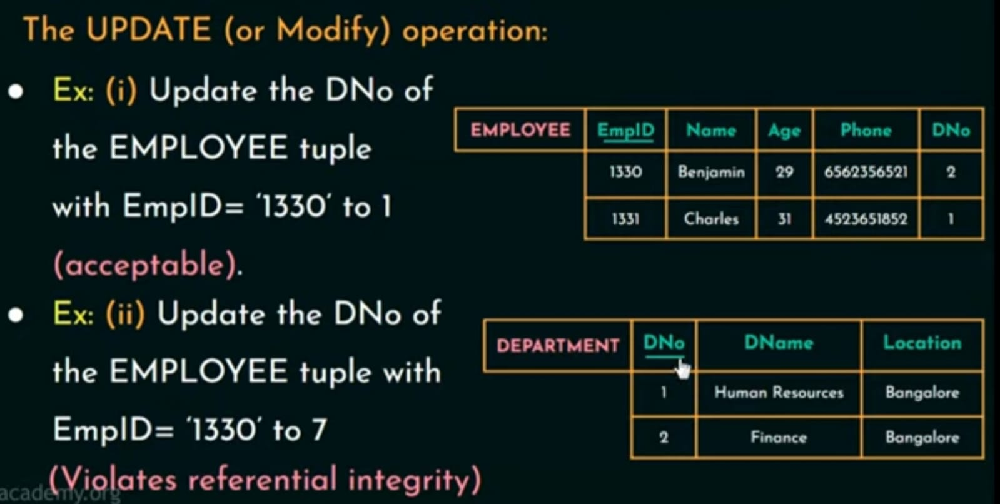 The UPDATE (or Modify) operation:
• Ex: (i) Update the DNo of
the EMPLOYEE tuple
with EmpID= ‘1330’ to 1
(acceptable).
• Ex: (ii) Update the DNo of
the EMPLOYEE tuple with
EmpID= ‘1330’ to 7
(Violates referential integrity)
EMPLOYEE EmpID Name Age Phone DNo
1330 Benjamin 29 6562356521 2
1331 Charles 31 4523651852 1
DEPARTMENT DNo DName Location
1 Human Resources Bangalore
2 Finance Bangalore
academy.org